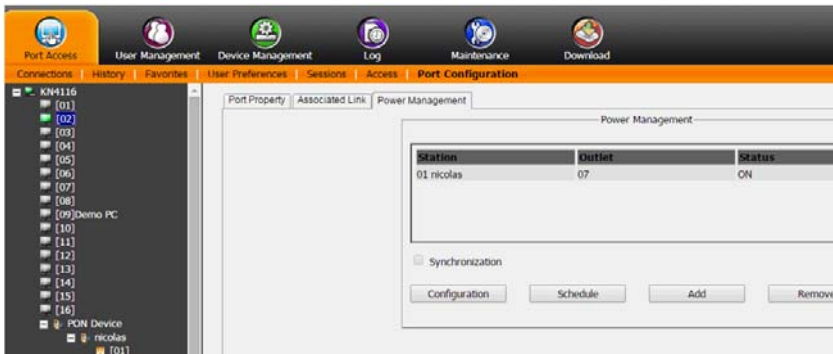 Port Access User Management Device Management Log Maintenance Download
Connections | History | Favorites | User Preferences | Sessions | Access | Port Configuration
KN4116
[01]
[02]
[03]
[04]
[05]
[06]
[07]
[08]
[09]Demo PC
[10]
[11]
[12]
[13]
[14]
[15]
[16]
PON Device
nicolas
[01]
Port Property Associated Link Power Management
Power Management
Station Outlet Status
01 nicolas 07 ON
Synchronization
Configuration Schedule Add Remove